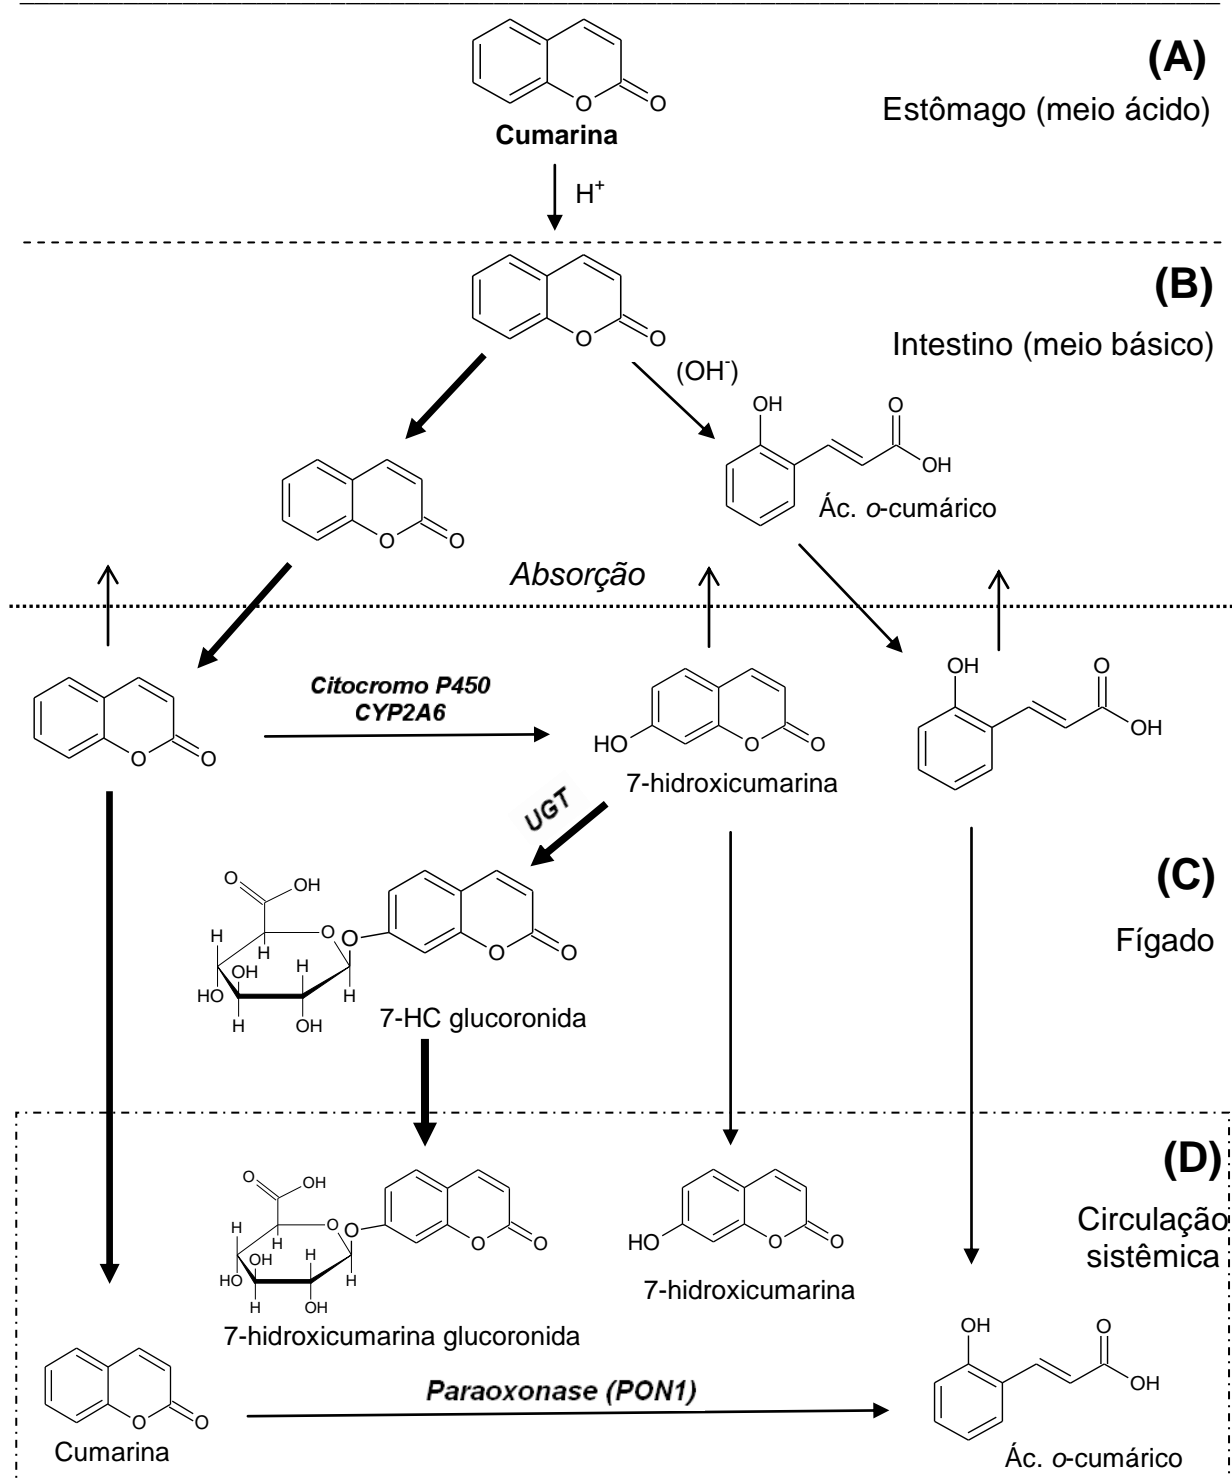 (A)
Estômago (meio ácido)
O
O
Cumarina
H+
(B)
O
O
Intestino (meio básico)
(OH-)
OH
O
OH
O
O
Ác. o-cumárico
Absorção
Citocromo P450
CYP2A6
O
O
HO
O
O
7-hidroxicumarina
OH
O
OH
UGT
(C)
Fígado
O
OH
H
O
O
H
OH
H
HO
H
H
OH
H
O
O
7-HC glucoronida
(D)
Circulação
sistêmica
O
OH
H
O
O
H
OH
H
HO
H
H
OH
H
O
O
7-hidroxicumarina glucoronida
HO
O
O
7-hidroxicumarina
O
O
Cumarina
Paraoxonase (PON1)
OH
O
OH
Ác. o-cumárico